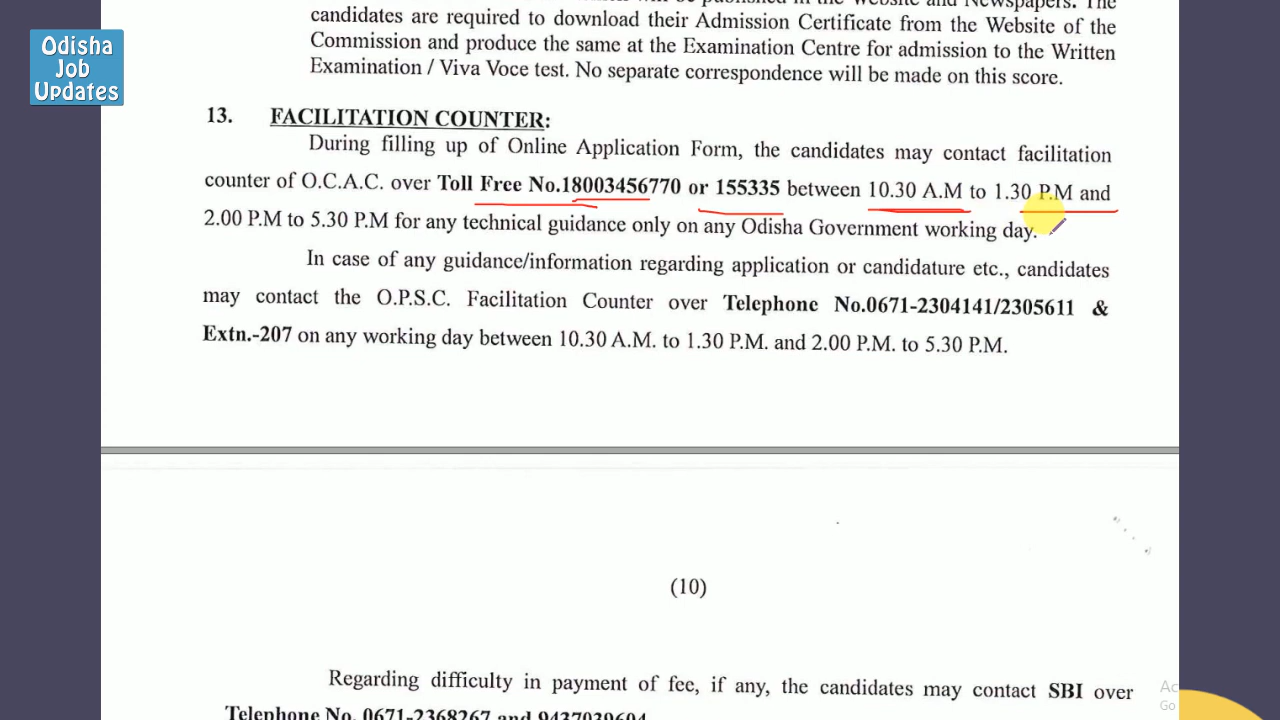 candidates are required to download their Admission Certificate from the Website of the
Commission and produce the same at the Examination Centre for admission to the Written
Examination / Viva Voce test. No separate correspondence will be made on this score.
Odisha
Job
Updates
13. FACILITATION COUNTER:
During filling up of Online Application Form, the candidates may contact facilitation
counter of O.C.A.C. over Toll Free No.18003456770 or 155335 between 10.30 A.M to 1.30 P.M and
2.00 P.M to 5.30 P.M for any technical guidance only on any Odisha Government working day.
In case of any guidance/information regarding application or candidature etc., candidates
may contact the O.P.S.C. Facilitation Counter over Telephone No.0671-2304141/2305611 &
Extn.-207 on any working day between 10.30 A.M. to 1.30 P.M. and 2.00 P.M. to 5.30 P.M.
(10)
Regarding difficulty in payment of fee, if any, the candidates may contact SBI over
Telephone No. 0671-2368267 and 9437039604